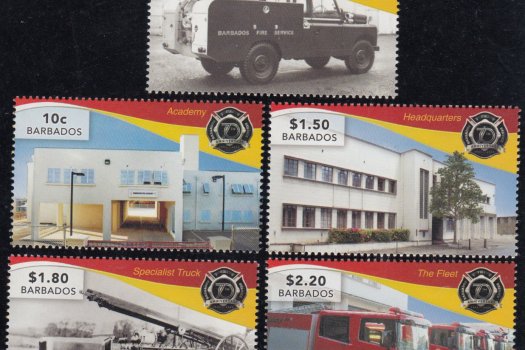 BARBADOS FIRE SERVICE
10c
BARBADOS
Academy
$1.50
BARBADOS
Headquarters
$1.80
BARBADOS
Specialist Truck
$2.20
BARBADOS
The Fleet